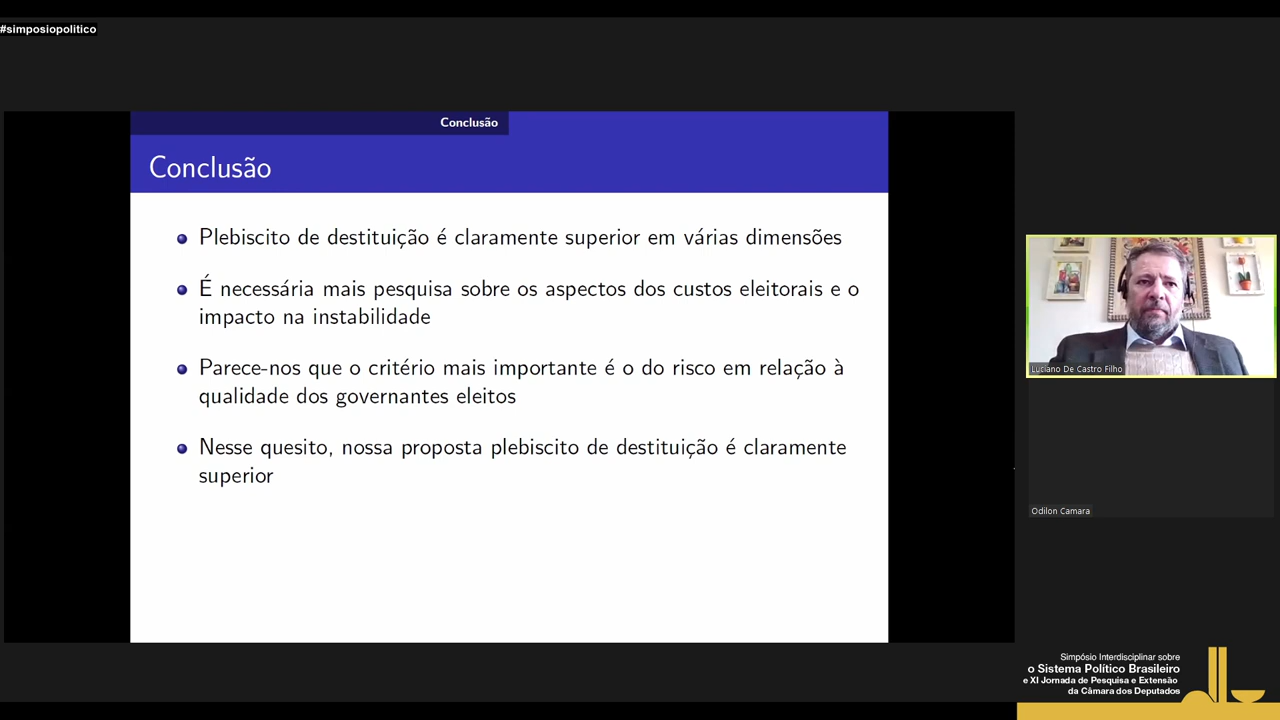 #simposiopolitico
Conclusão
Conclusão
Plebiscito de destituição é claramente superior em várias dimensões
É necessária mais pesquisa sobre os aspectos dos custos eleitorais e o
impacto na instabilidade
Parece-nos que o critério mais importante é o do risco em relação à
qualidade dos governantes eleitos
Nesse quesito, nossa proposta plebiscito de destituição é claramente
superior
Luciano De Castro Filho
Odilon Camara
Simpósio Interdisciplinar sobre
o Sistema Político Brasileiro
e XI Jornada de Pesquisa e Extensão
da Câmara dos Deputados